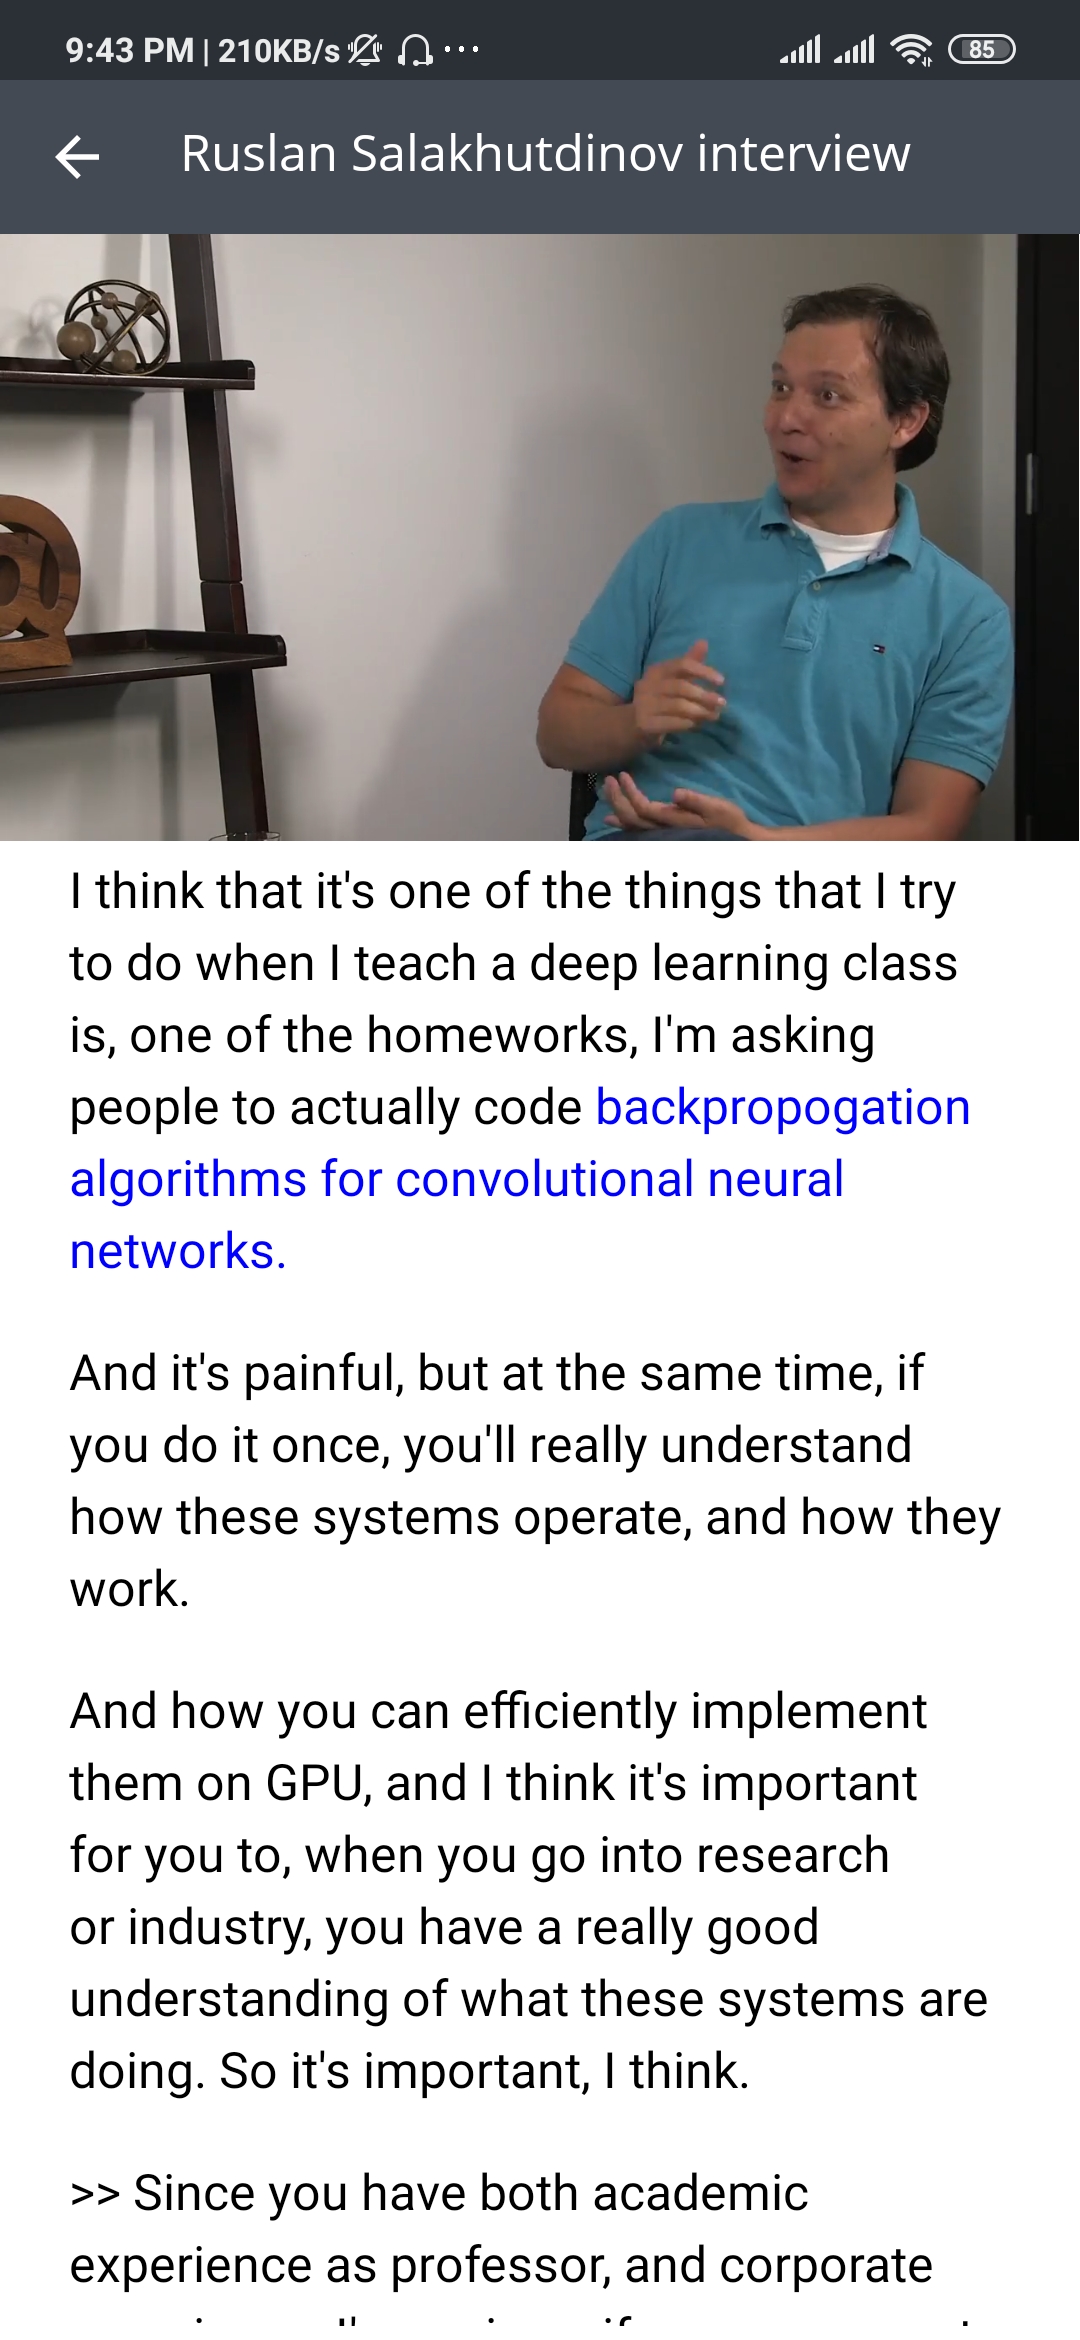 9:43 PM | 210KB/s ... 85
Ruslan Salakhutdinov interview
I think that it's one of the things that I try
to do when I teach a deep learning class
is, one of the homeworks, I'm asking
people to actually code backpropogation
algorithms for convolutional neural
networks.
And it's painful, but at the same time, if
you do it once, you'll really understand
how these systems operate, and how they
work.
And how you can efficiently implement
them on GPU, and I think it's important
for you to, when you go into research
or industry, you have a really good
understanding of what these systems are
doing. So it's important, I think.
>> Since you have both academic
experience as professor, and corporate